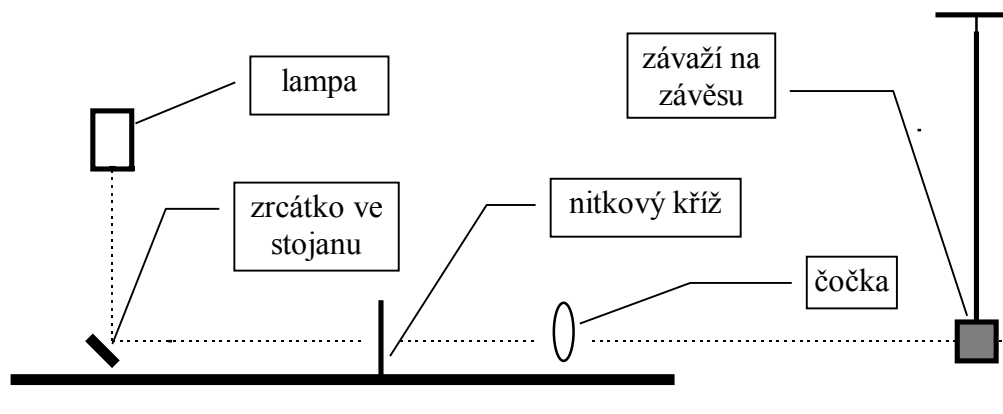 lampa
závaží na
závěsu
zrcátko ve
stojanu
nitkový kříž
čočka